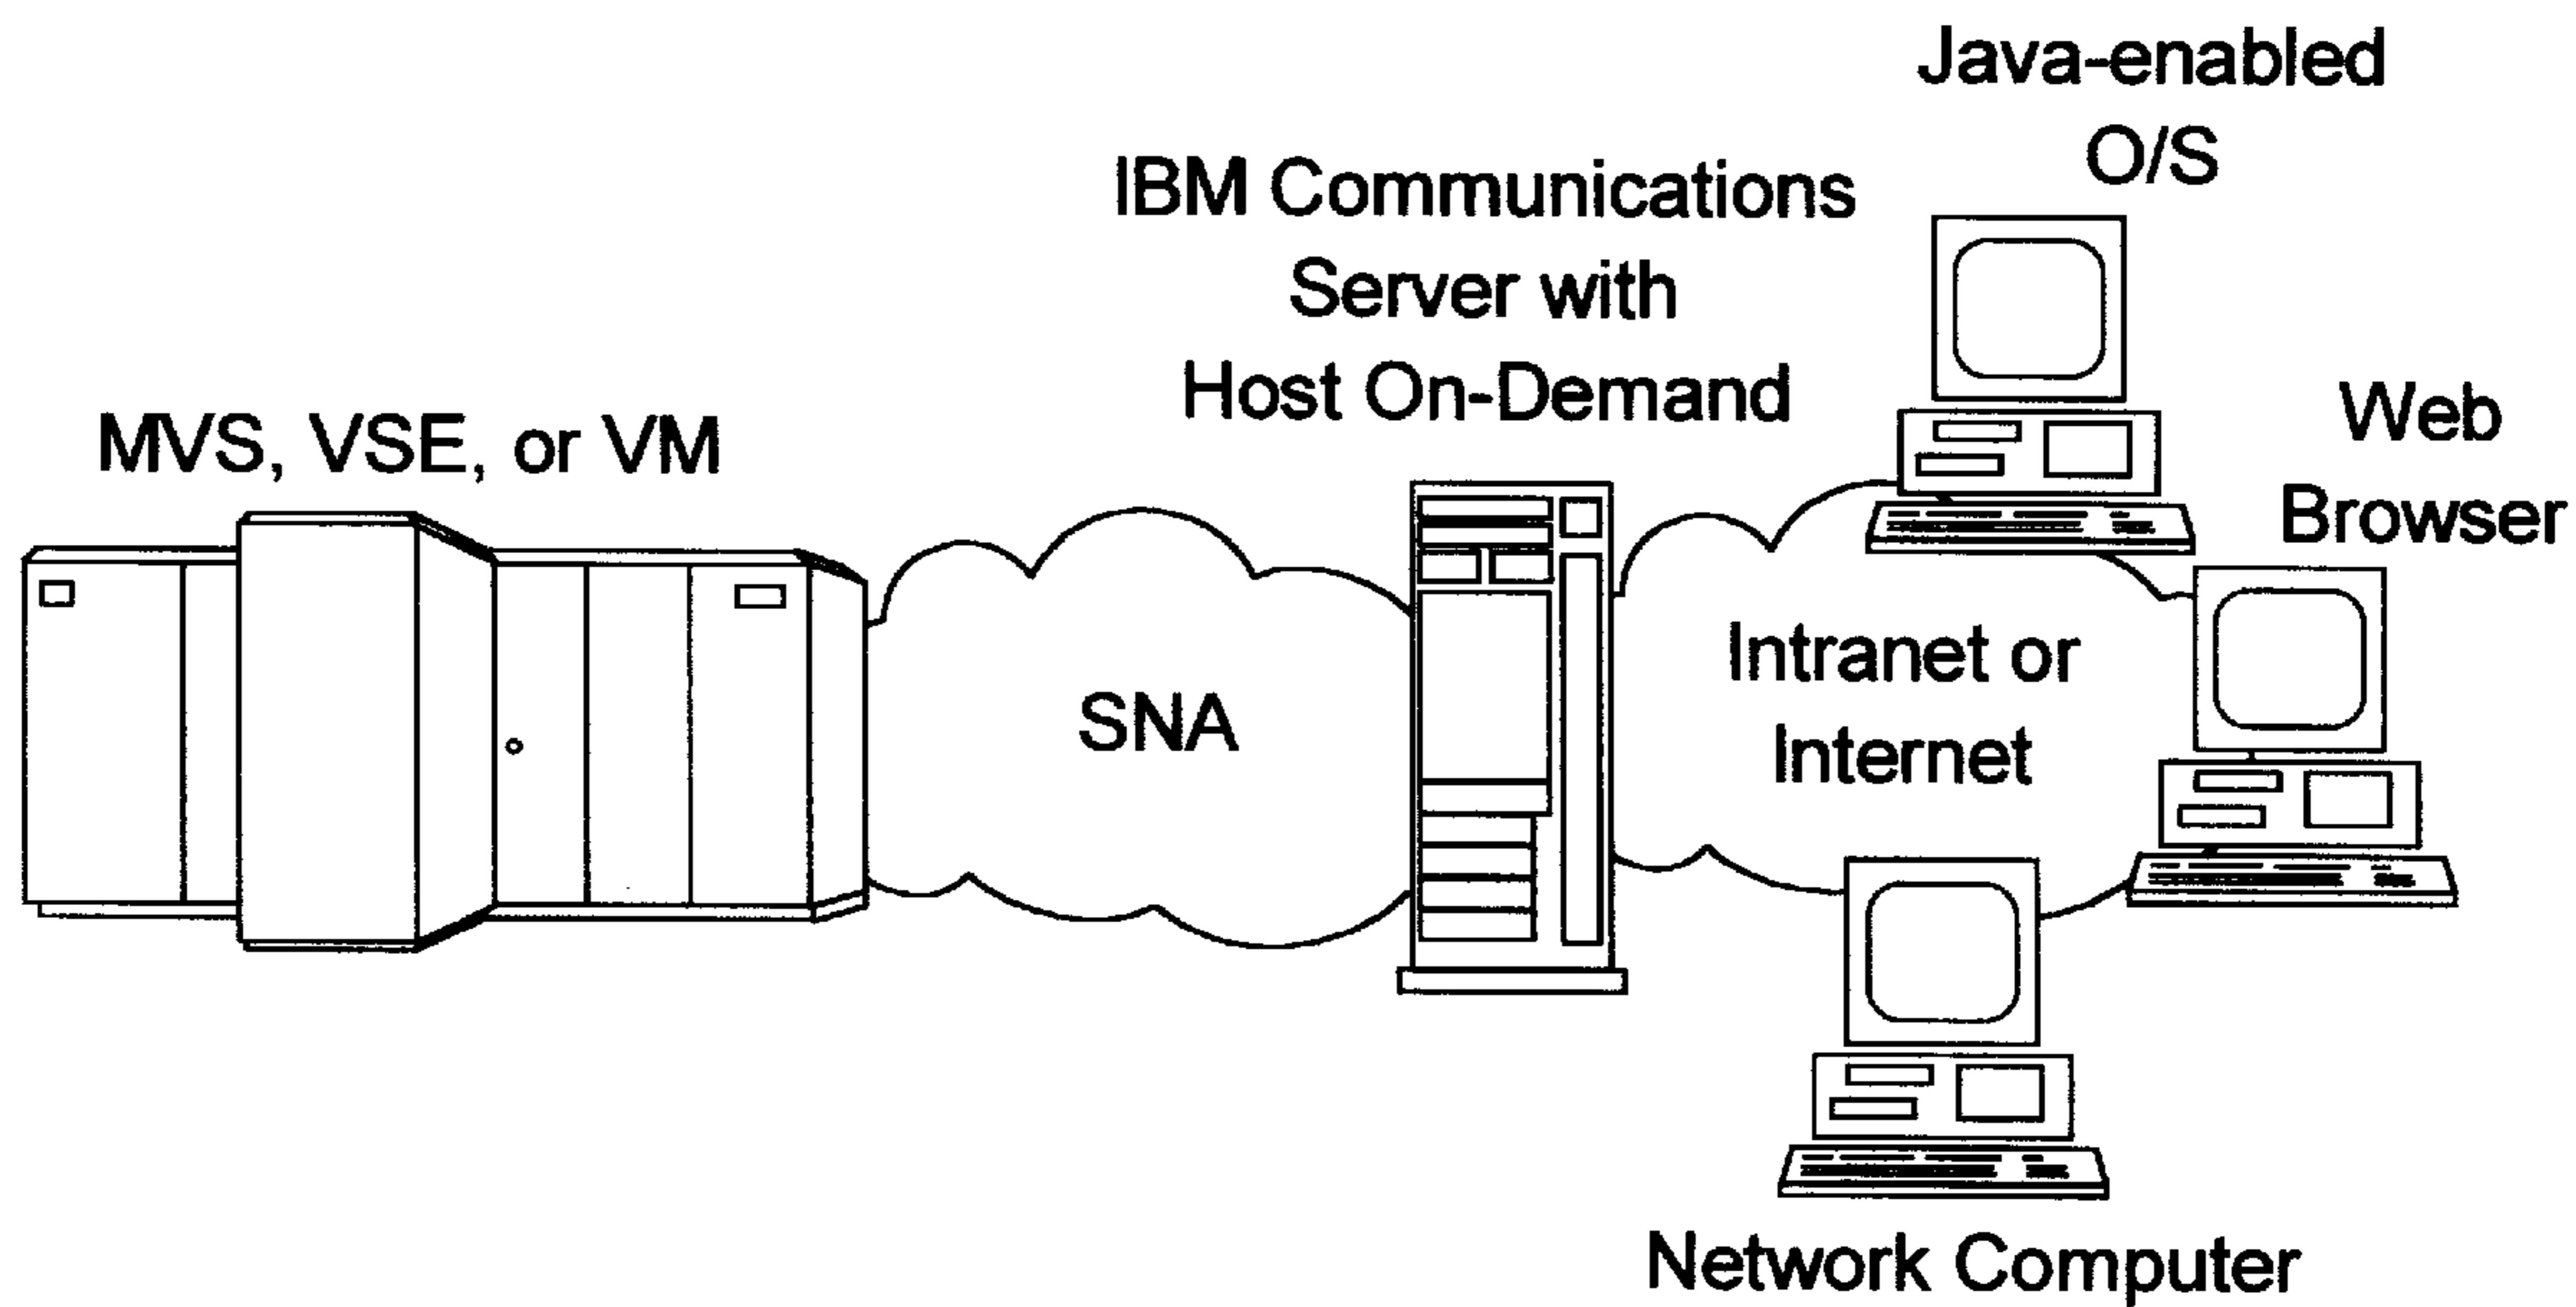 Java-enabled
O/S
IBM Communications
Server with
Host On-Demand
Web
Browser
MVS, VSE, or VM
Intranet or
Internet
SNA
Network Computer